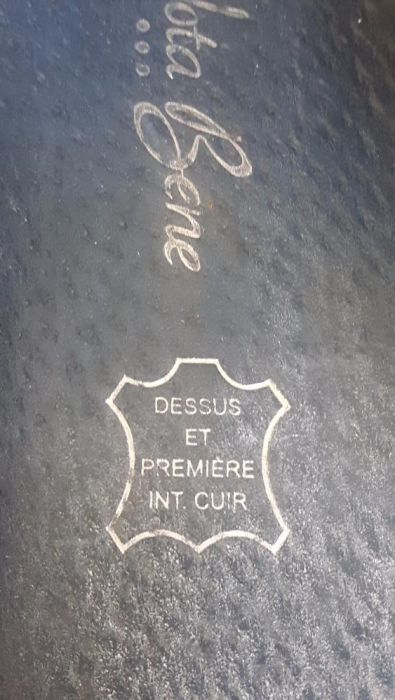 Bene
DESSUS
ET
PREMIÈRE
INT. CUIR